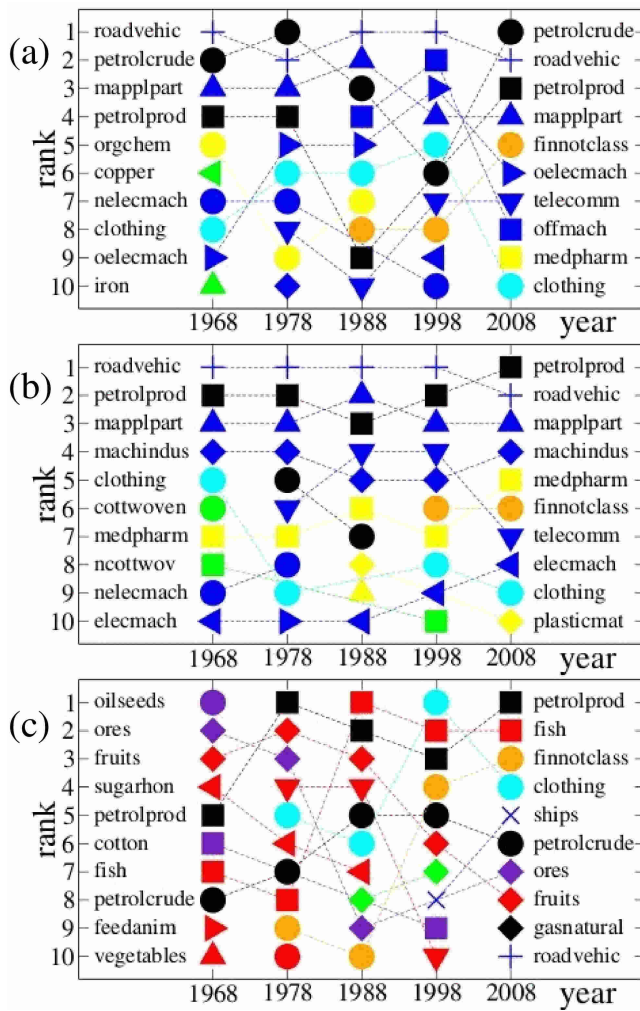 (a)
rank
1 roadvehic petrolcrude
2 petrolcrude roadvehic
3 mapplpart petrolprod
4 petrolprod mapplpart
5 orgchem finnotclass
6 copper oelecmach
7 nelecmach telecomm
8 clothing offmach
9 oelecmach medpharm
10 iron clothing
1968 1978 1988 1998 2008 year
(b)
rank
1 roadvehic petrolprod
2 petrolprod roadvehic
3 mapplpart mapplpart
4 machindus machindus
5 clothing medpharm
6 cottwoven finnotclass
7 medpharm telecomm
8 ncottwov elecmach
9 nelecmach clothing
10 elecmach plasticmat
1968 1978 1988 1998 2008 year
(c)
rank
1 oilseeds petrolprod
2 ores fish
3 fruits finnotclass
4 sugarhon clothing
5 petrolprod ships
6 cotton petrolcrude
7 fish ores
8 petrolcrude fruits
9 feedanim gasnatural
10 vegetables roadvehic
1968 1978 1988 1998 2008 year